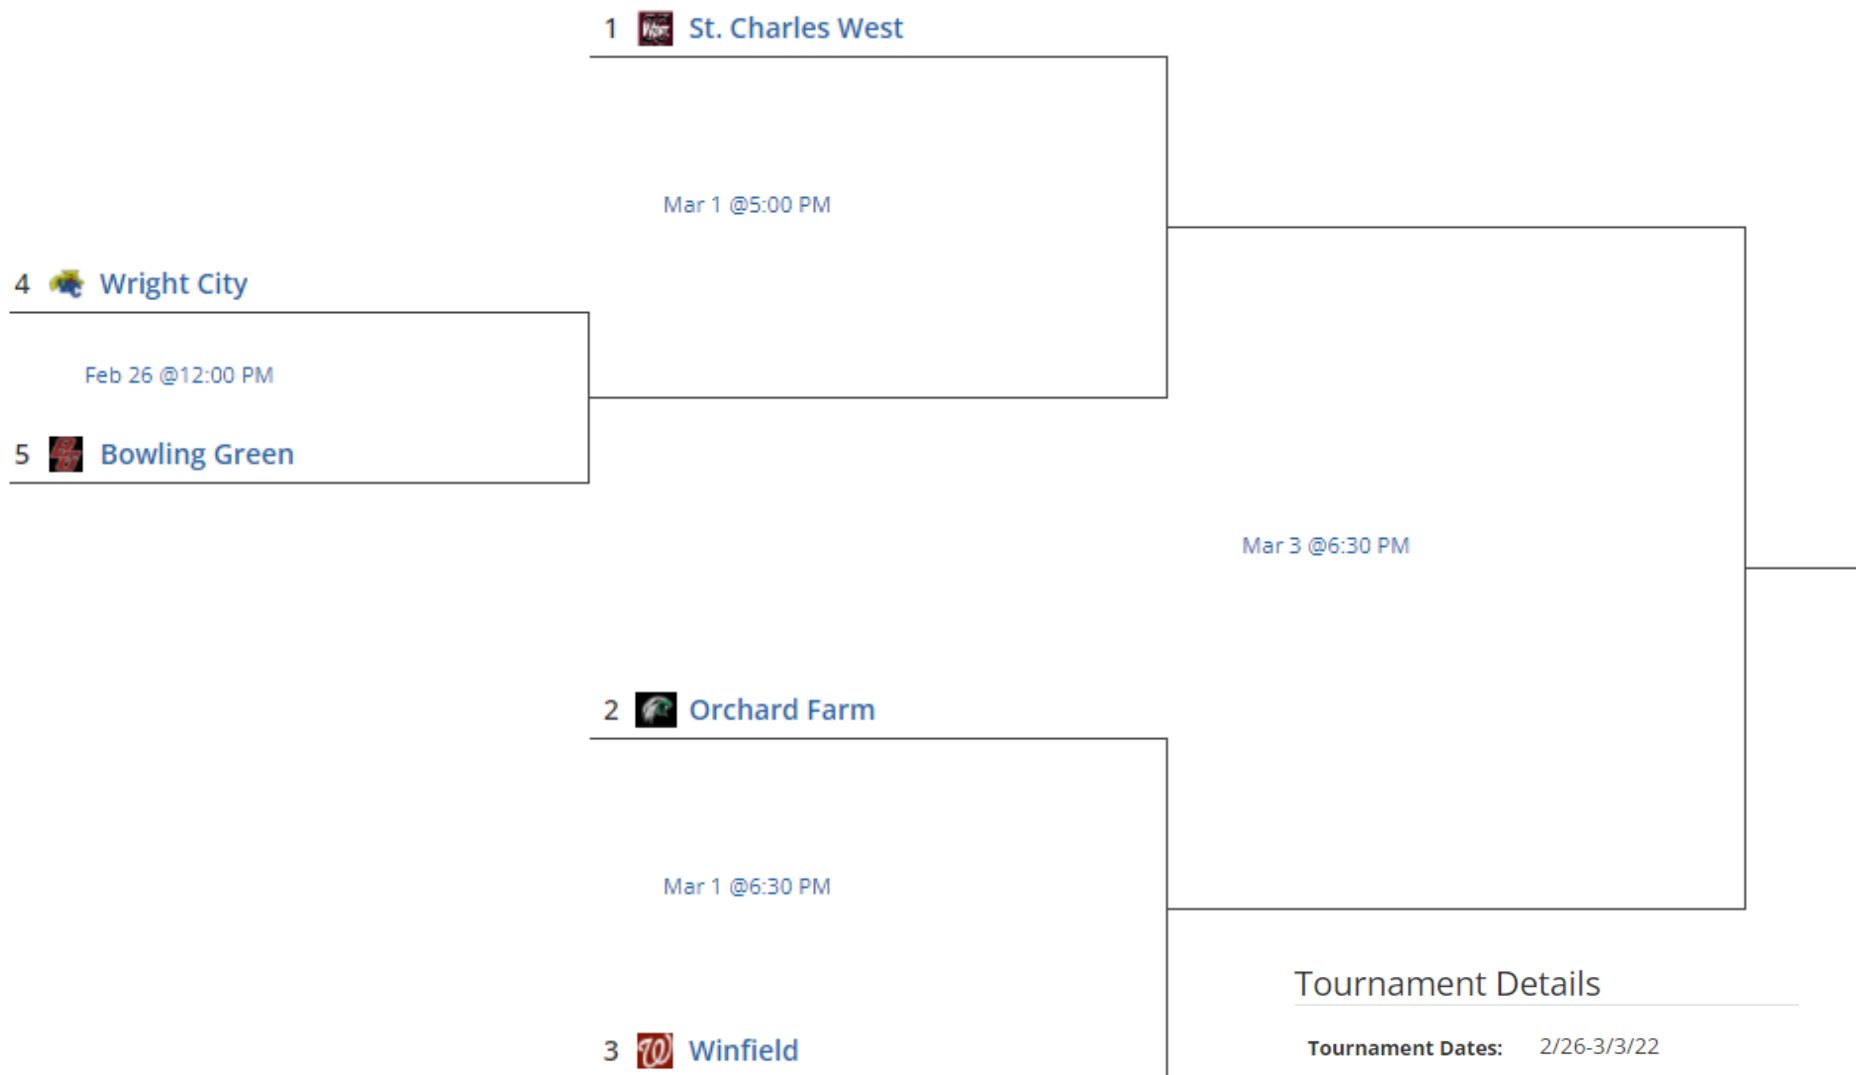 1 St. Charles West
Mar 1 @5:00 PM
4 Wright City
Feb 26 @12:00 PM
5 Bowling Green
Mar 3 @6:30 PM
2 Orchard Farm
Mar 1 @6:30 PM
3 W Winfield
Tournament Details
Tournament Dates: 2/26-3/3/22